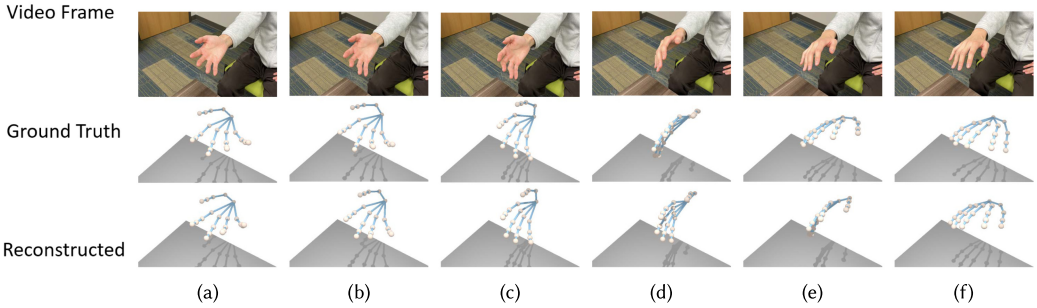 Video Frame
Ground Truth
Reconstructed
(a) (b) (c) (d) (e) (f)